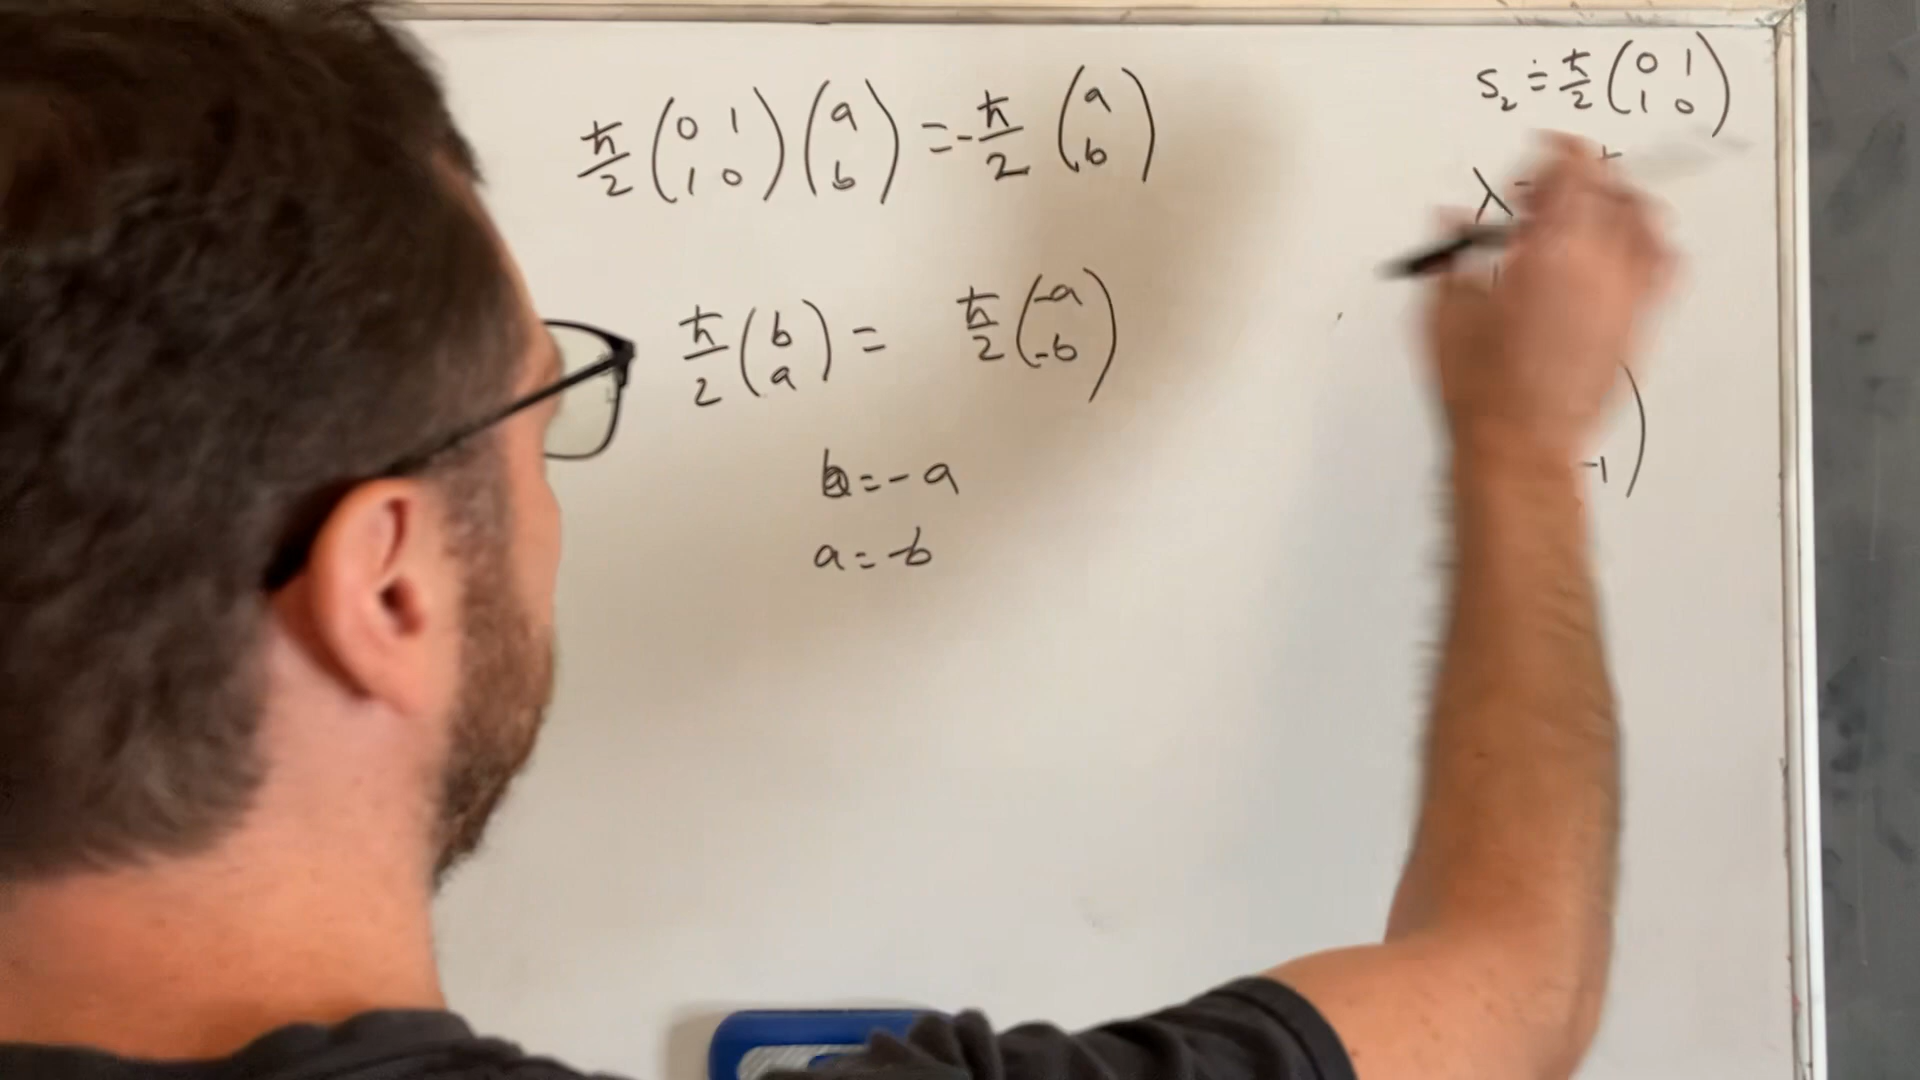 ħ/2 (0 1 / 1 0) (a / b) = -ħ/2 (a / b)
ħ/2 (b / a) = ħ/2 (-a / -b)
b = - a
a = -b
S₂ ≐ ħ/2 (0 1 / 1 0)
λ
-1 )